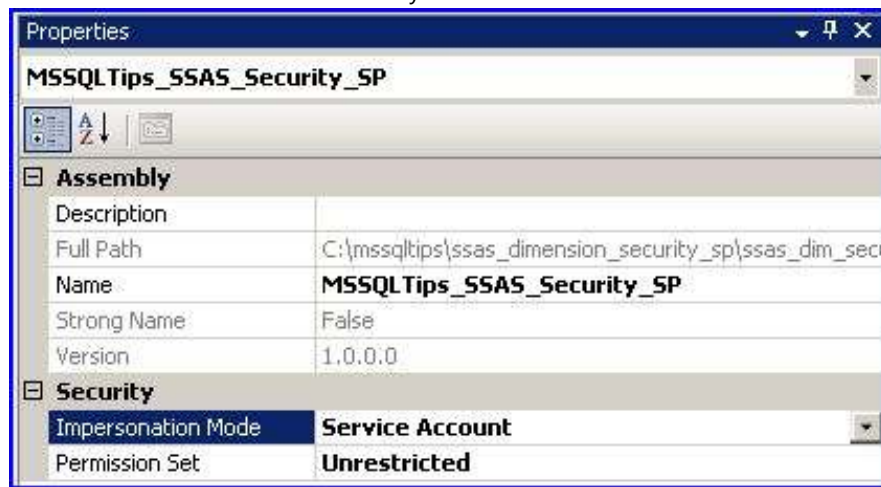 Properties
MSSQLTips_SSAS_Security_SP
Assembly
Description
Full Path C:\mssqltips\ssas_dimension_security_sp\ssas_dim_sec
Name MSSQLTips_SSAS_Security_SP
Strong Name False
Version 1.0.0.0
Security
Impersonation Mode Service Account
Permission Set Unrestricted